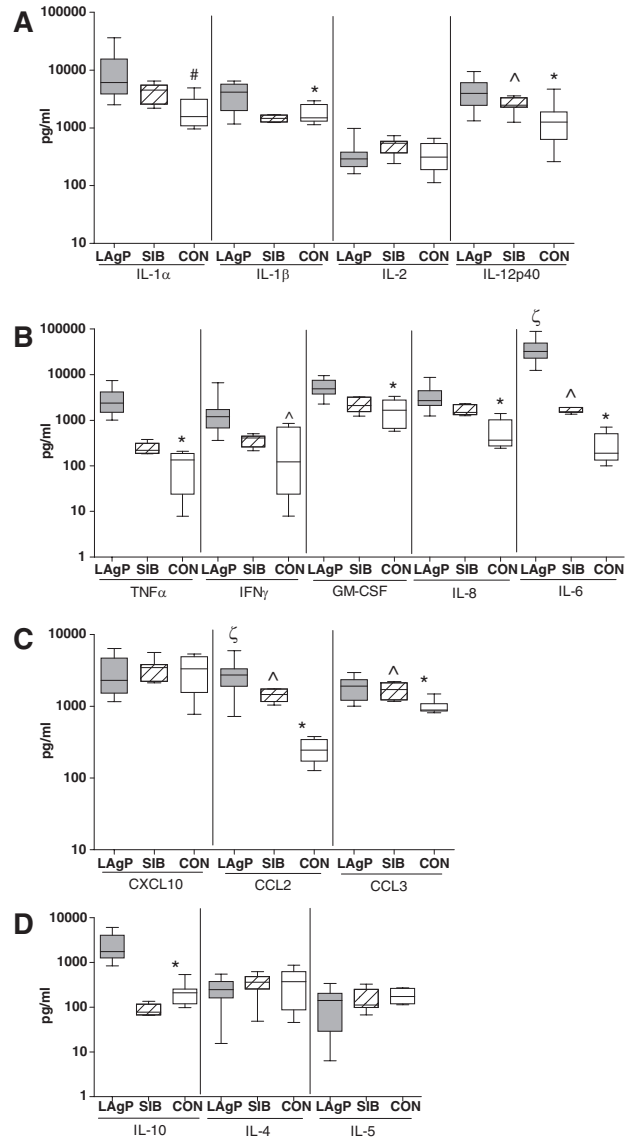 A
100000
10000
1000
100
10
pg/ml
# * ^ *
LAgP SIB CON LAgP SIB CON LAgP SIB CON LAgP SIB CON
IL-1α IL-1β IL-2 IL-12p40
B
100000
10000
1000
100
10
1
pg/ml
* ^ * * ζ ^ *
LAgP SIB CON LAgP SIB CON LAgP SIB CON LAgP SIB CON LAgP SIB CON
TNFα IFNγ GM-CSF IL-8 IL-6
C
10000
1000
100
10
pg/ml
ζ ^ * ^ *
LAgP SIB CON LAgP SIB CON LAgP SIB CON
CXCL10 CCL2 CCL3
D
10000
1000
100
10
1
pg/ml
*
LAgP SIB CON LAgP SIB CON LAgP SIB CON
IL-10 IL-4 IL-5